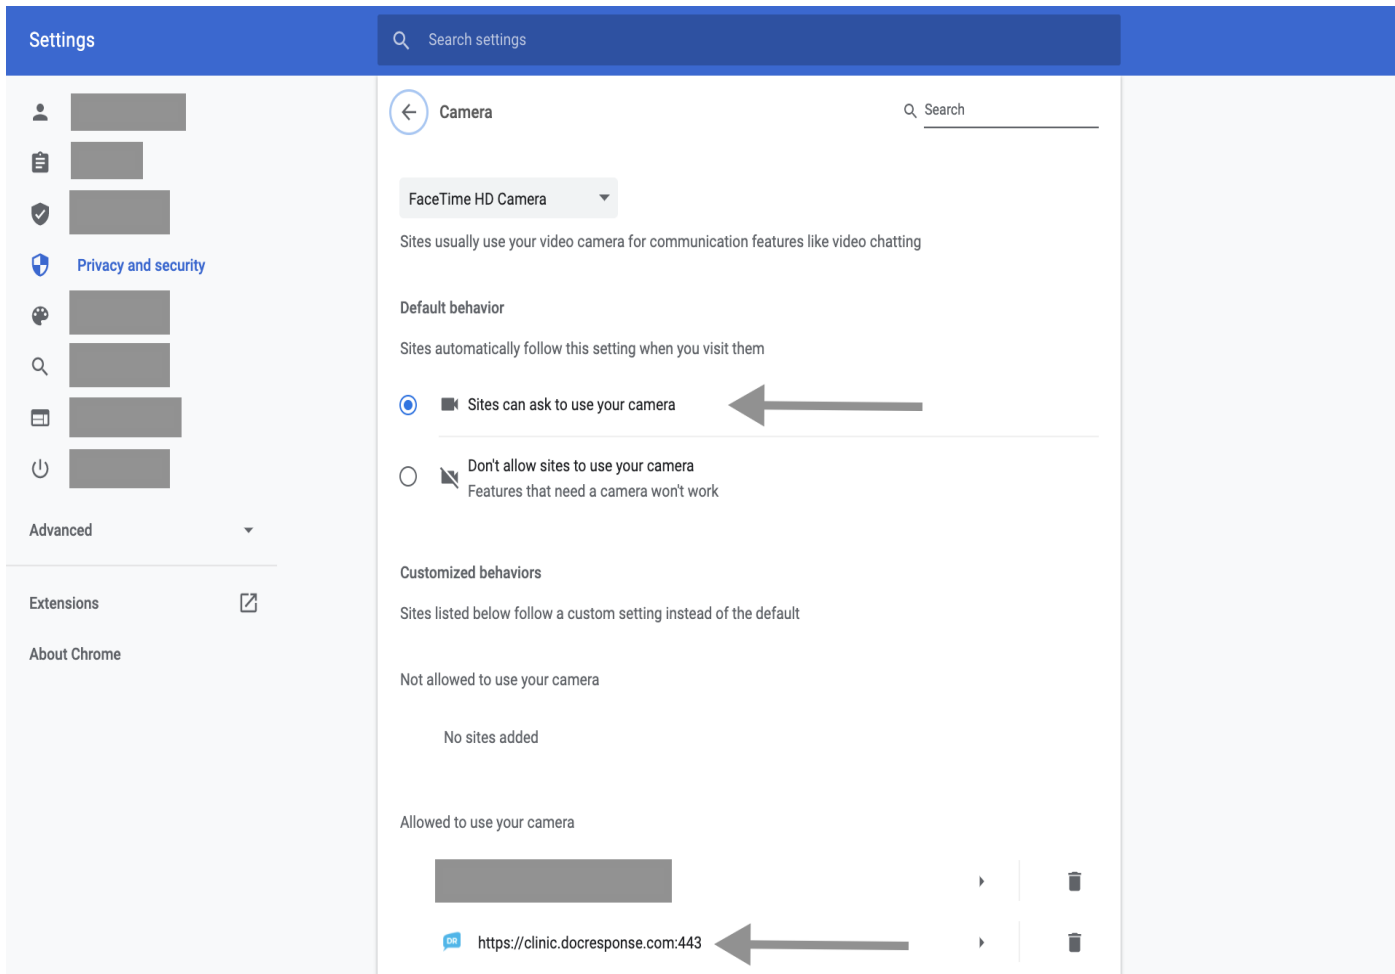 Settings
Search settings
Camera
Search
FaceTime HD Camera
Sites usually use your video camera for communication features like video chatting
Privacy and security
Default behavior
Sites automatically follow this setting when you visit them
Sites can ask to use your camera
Don't allow sites to use your camera
Features that need a camera won't work
Advanced
Customized behaviors
Extensions
Sites listed below follow a custom setting instead of the default
About Chrome
Not allowed to use your camera
No sites added
Allowed to use your camera
DR
https://clinic.docresponse.com:443